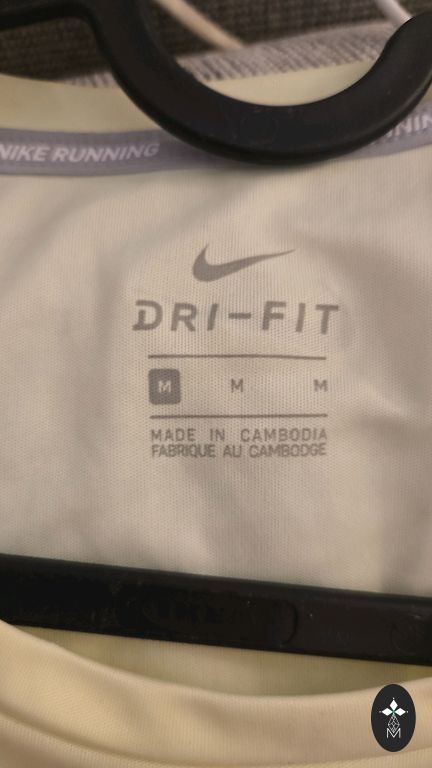 NIKE RUNNING
DRI-FIT
M M M
MADE IN CAMBODIA
FABRIQUE AU CAMBODGE
M